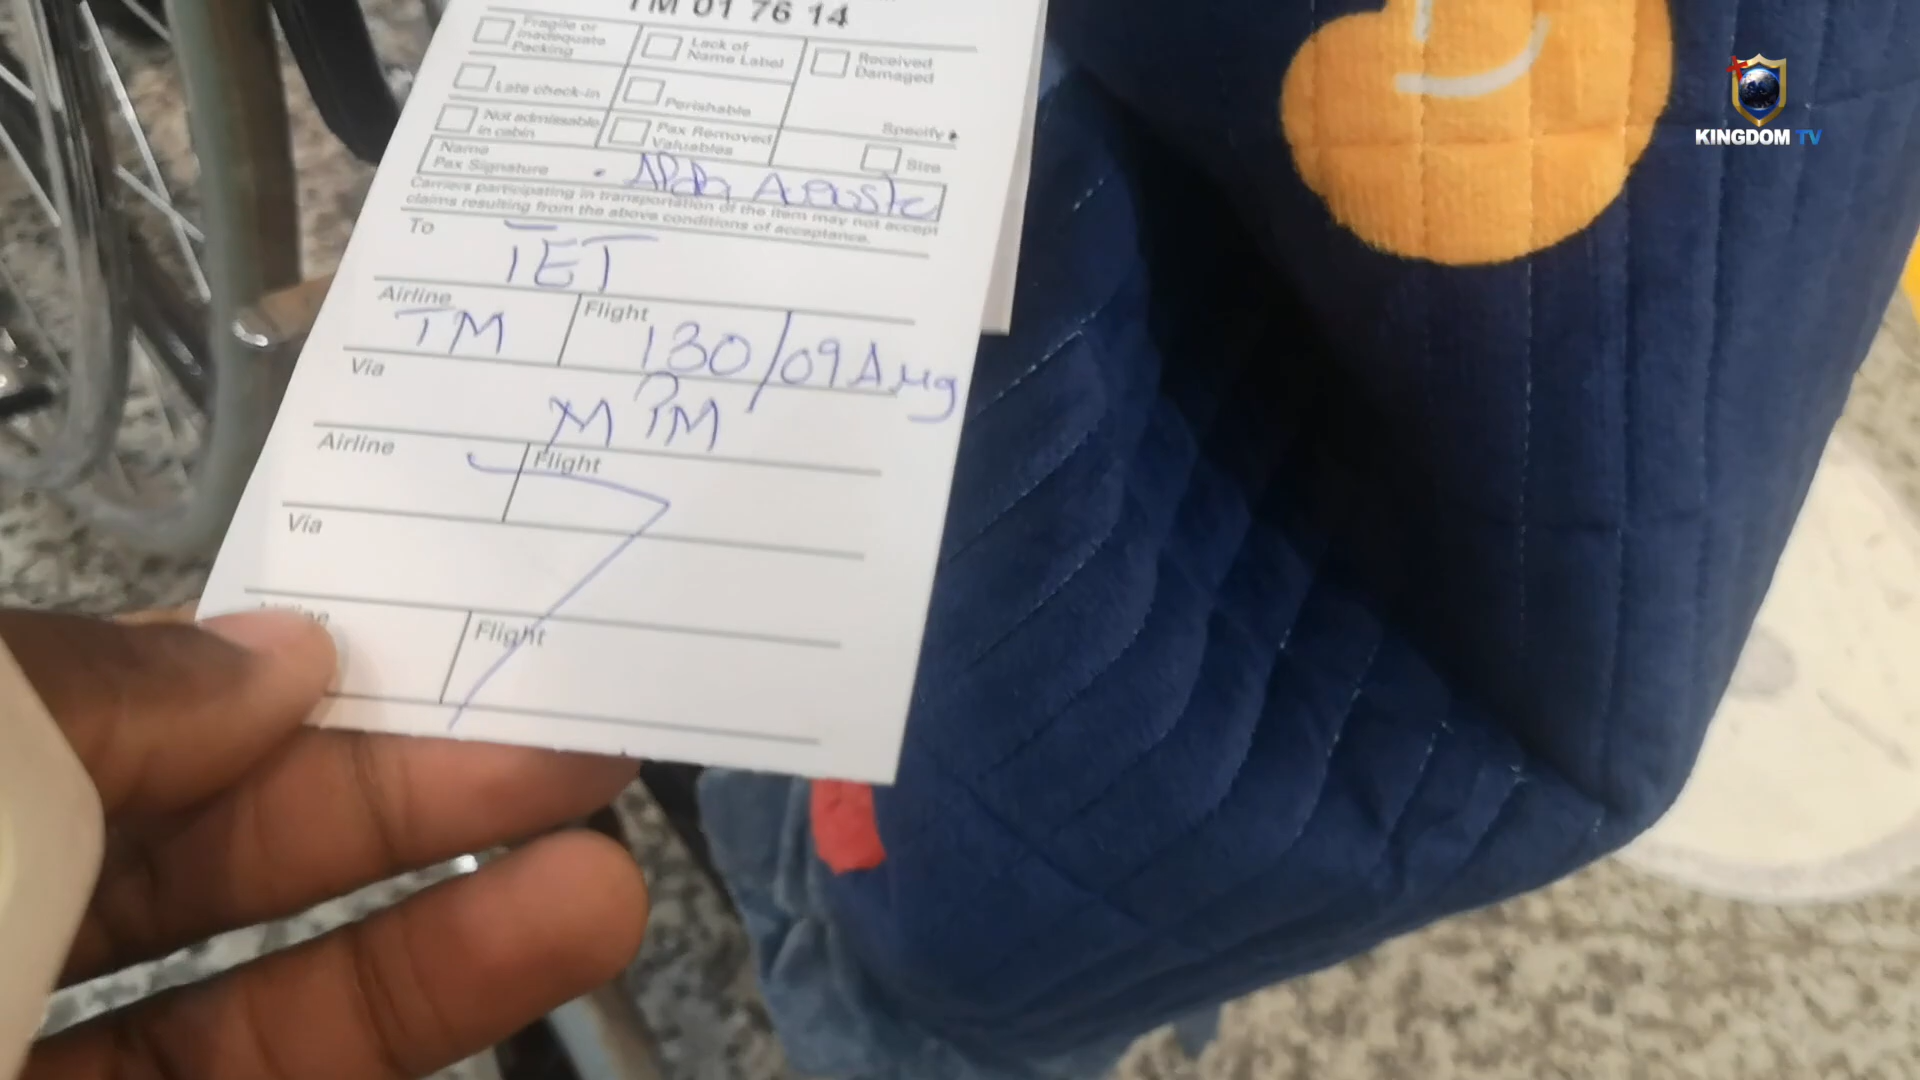 TM 01 76 14
Fragile or Inadequate Packing
Lack of Name Label
Received Damaged
Late check-in
Perishable
Not admissable in cabin
Pax Removed Valuables
Specify
Size
Name
Pax Signature
Carriers participating in transportation of the item may not accept
claims resulting from the above conditions of acceptance.
To
TET
Airline
TM
Flight
130/09Aug
Via
MPM
Airline
Flight
Via
Flight
KINGDOM TV